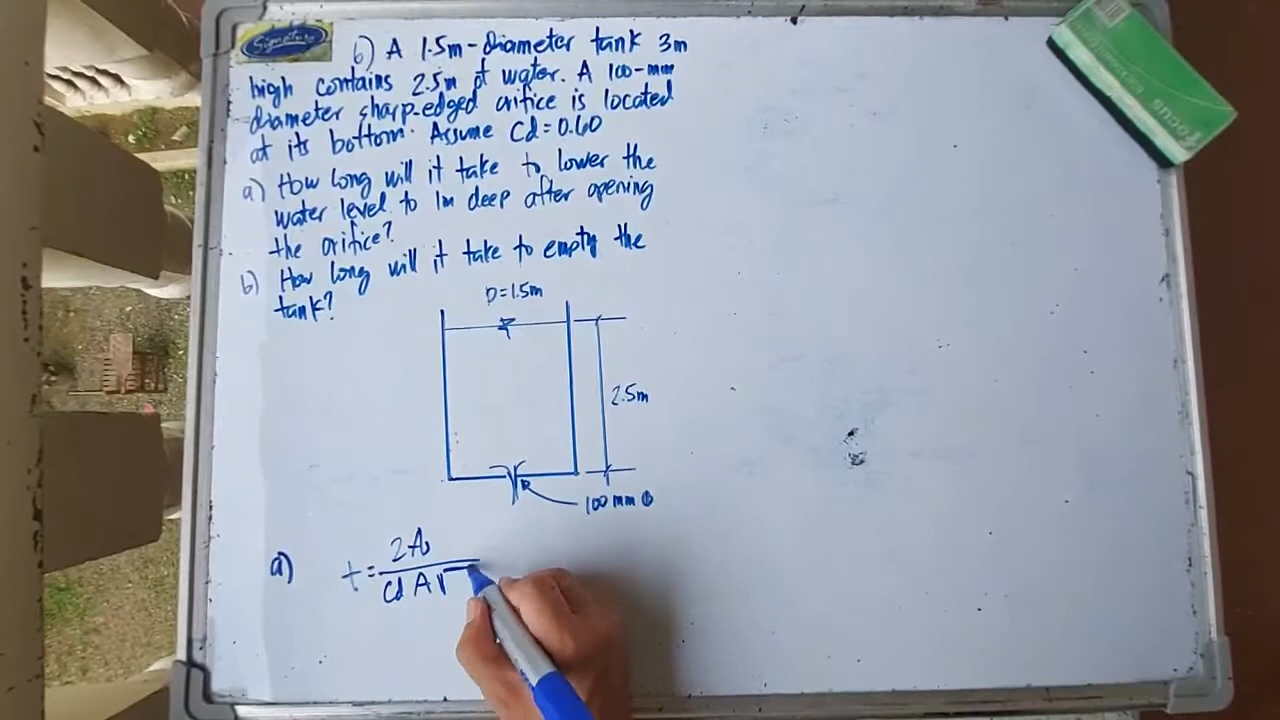 Signature
6) A 1.5m-diameter tank 3m
high contains 2.5m of water. A 100-mm
diameter sharp-edged orifice is located
at its bottom. Assume Cd=0.60
a) How long will it take to lower the
water level to 1m deep after opening
the orifice?
b) How long will it take to empty the
tank?
D=1.5m
2.5m
100 mm Φ
a) t = 2As
Cd A √
FOCUS